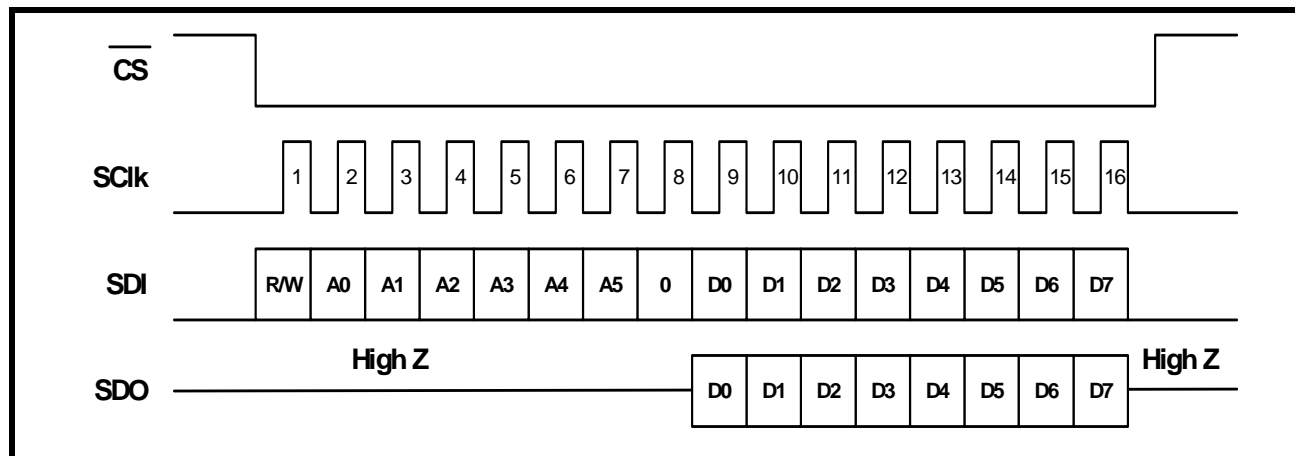 CS
SClk 1 2 3 4 5 6 7 8 9 10 11 12 13 14 15 16
SDI R/W A0 A1 A2 A3 A4 A5 0 D0 D1 D2 D3 D4 D5 D6 D7
High Z High Z
SDO D0 D1 D2 D3 D4 D5 D6 D7